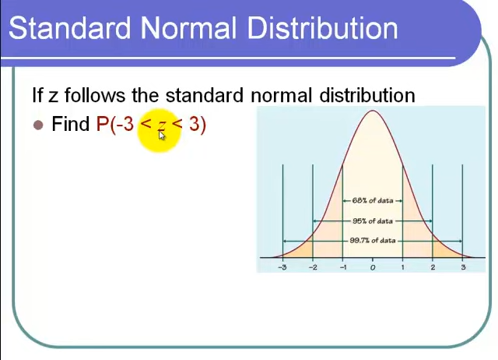 Standard Normal Distribution
If z follows the standard normal distribution
Find P(-3 < z < 3)
68% of data
95% of data
99.7% of data
-3 -2 -1 0 1 2 3